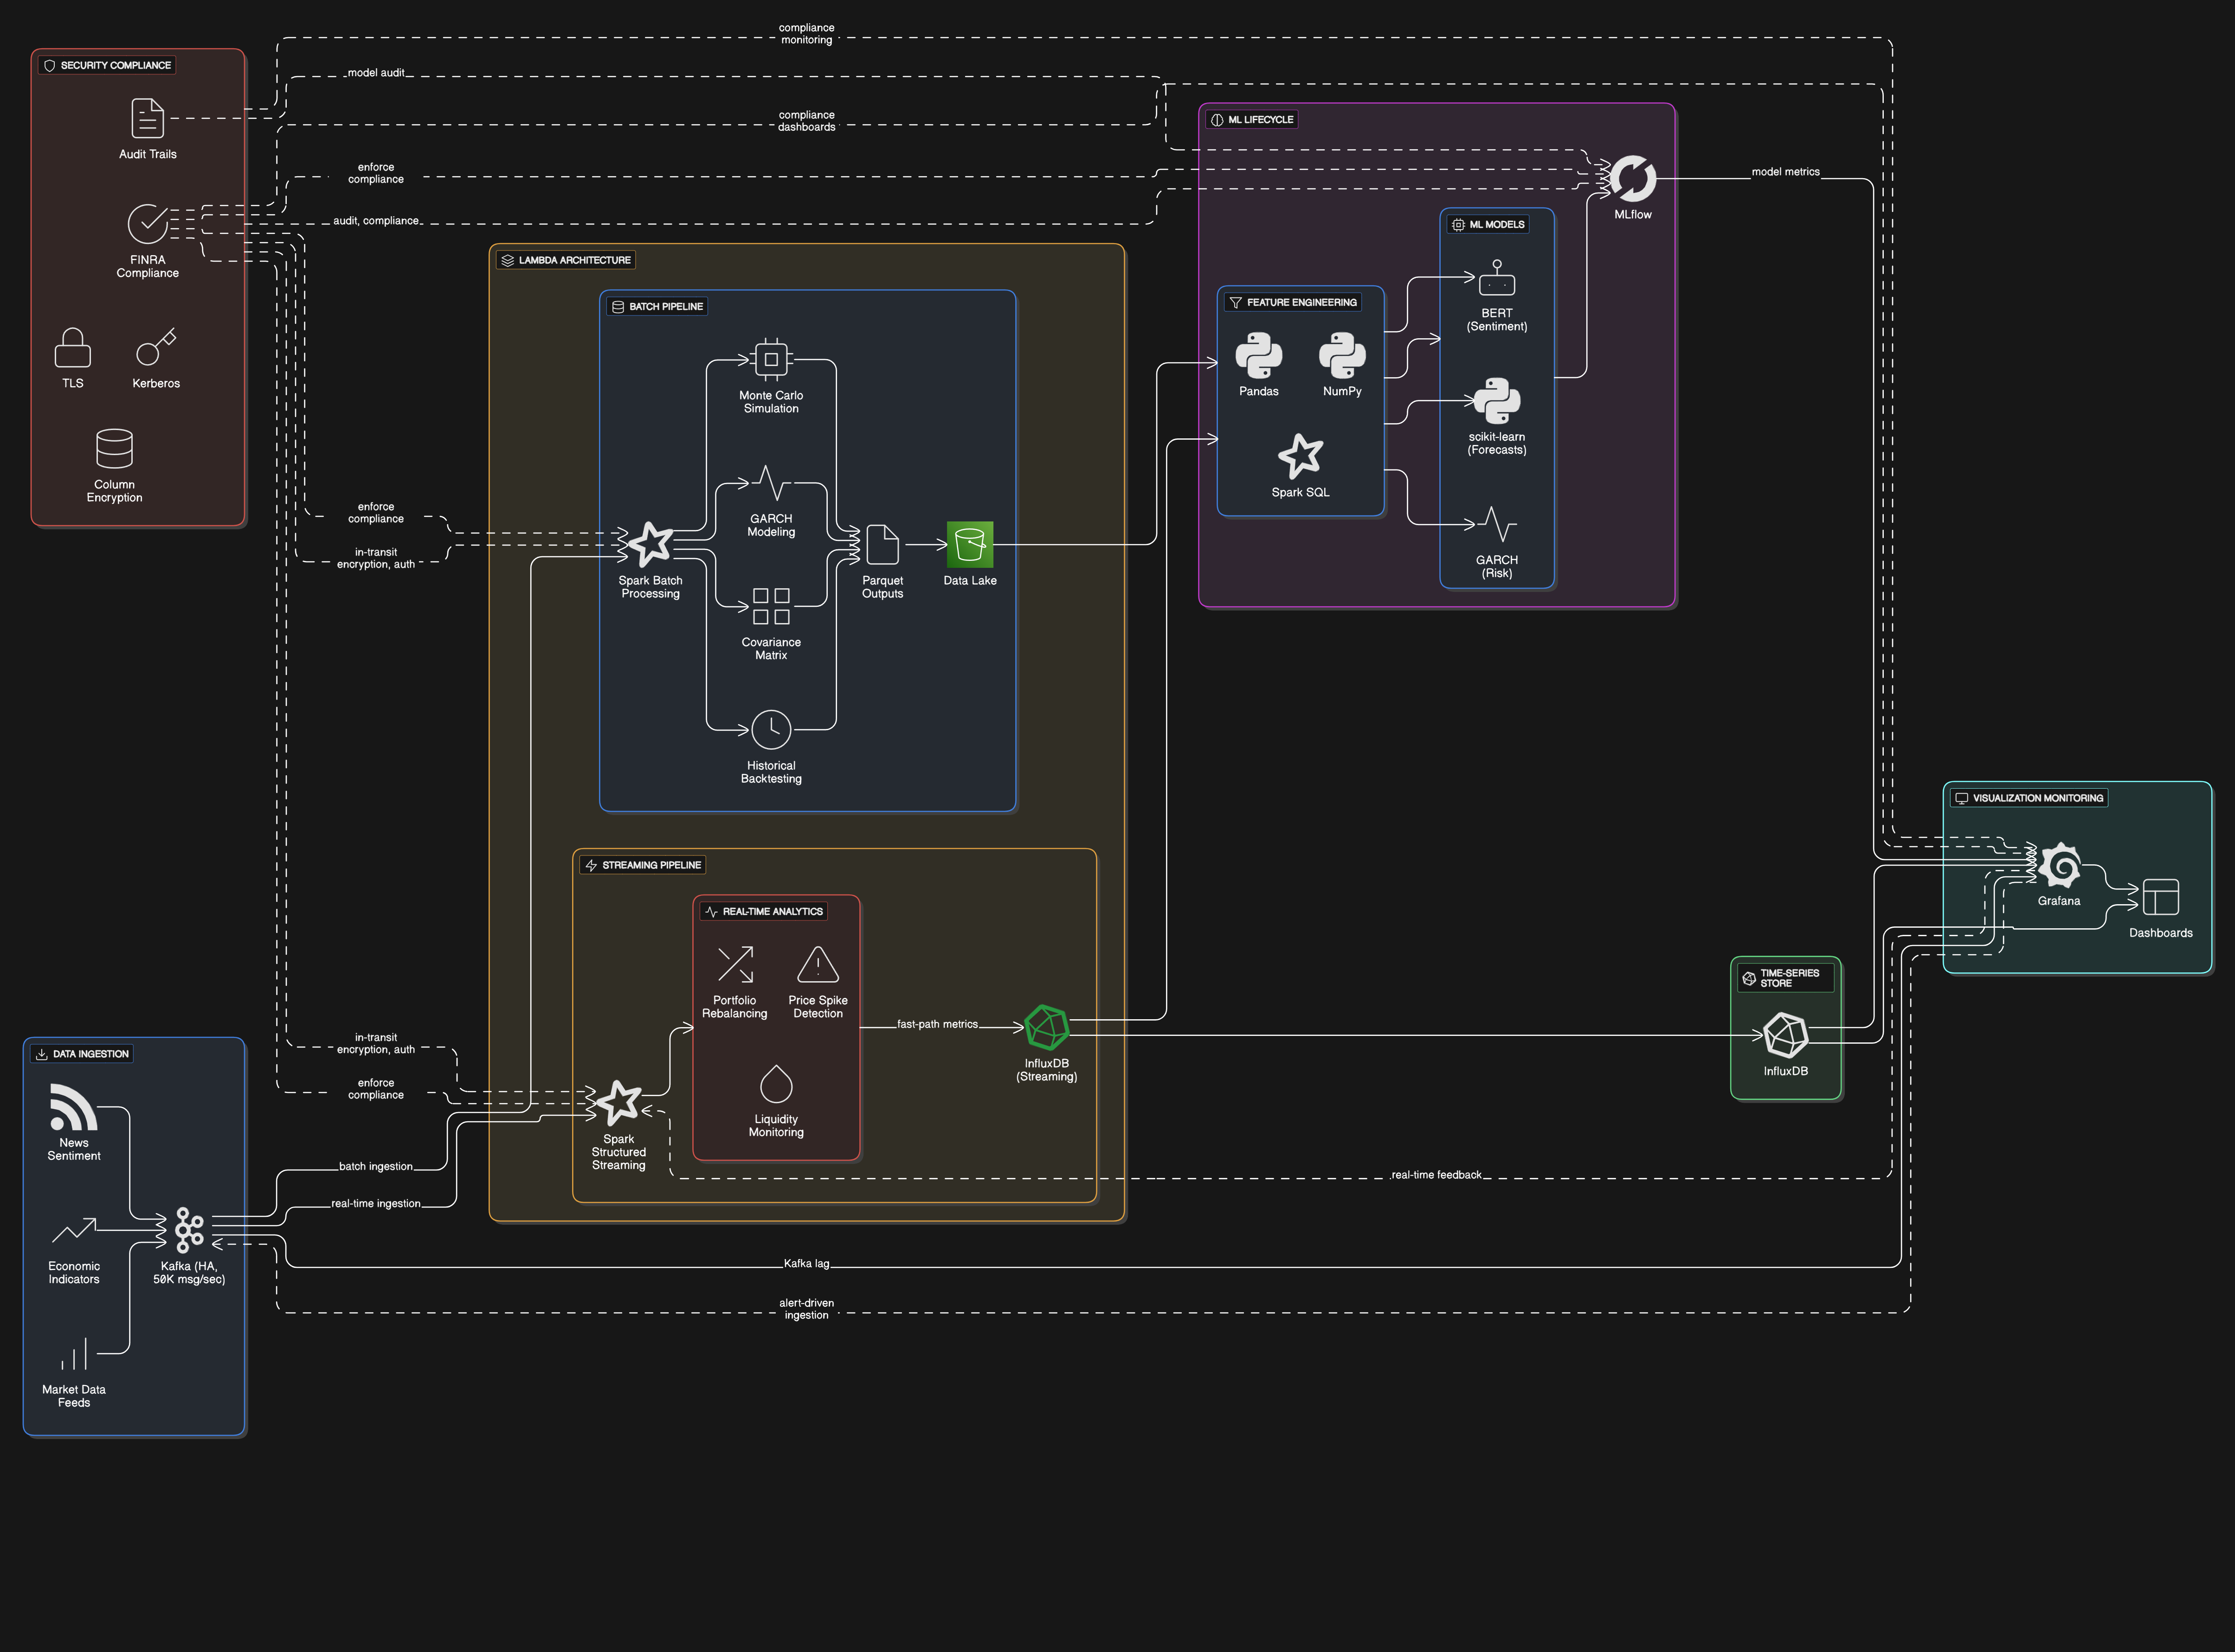 compliance
monitoring
SECURITY COMPLIANCE
model audit
Audit Trails
compliance
dashboards
enforce
compliance
audit, compliance
FINRA
Compliance
TLS
Kerberos
Column
Encryption
enforce
compliance
in-transit
encryption, auth
LAMBDA ARCHITECTURE
BATCH PIPELINE
Monte Carlo
Simulation
GARCH
Modeling
Spark Batch
Processing
Covariance
Matrix
Historical
Backtesting
Parquet
Outputs
Data Lake
ML LIFECYCLE
MLflow
model metrics
ML MODELS
FEATURE ENGINEERING
Pandas
NumPy
Spark SQL
BERT
(Sentiment)
scikit-learn
(Forecasts)
GARCH
(Risk)
STREAMING PIPELINE
REAL-TIME ANALYTICS
Portfolio
Rebalancing
Price Spike
Detection
Liquidity
Monitoring
fast-path metrics
InfluxDB
(Streaming)
Spark
Structured
Streaming
in-transit
encryption, auth
enforce
compliance
batch ingestion
real-time ingestion
real-time feedback
Kafka lag
alert-driven
ingestion
DATA INGESTION
News
Sentiment
Economic
Indicators
Kafka (HA,
50K msg/sec)
Market Data
Feeds
TIME-SERIES
STORE
InfluxDB
VISUALIZATION MONITORING
Grafana
Dashboards